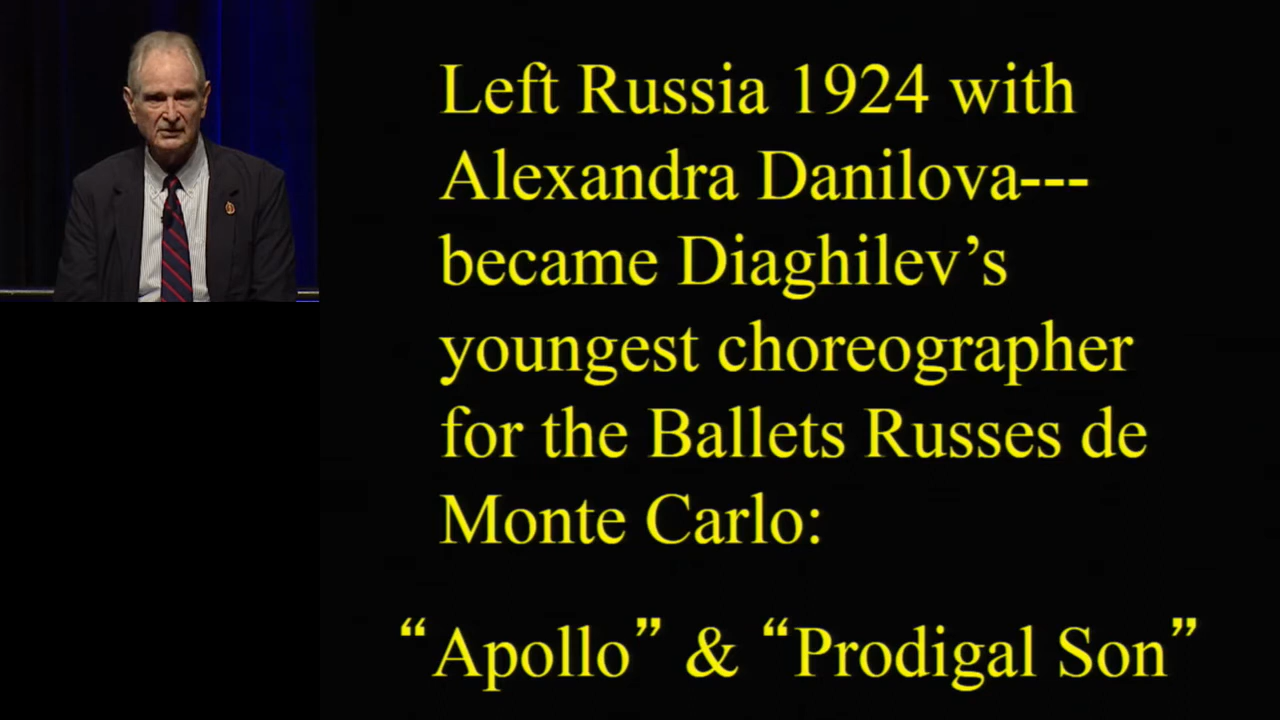 Left Russia 1924 with
Alexandra Danilova---
became Diaghilev’s
youngest choreographer
for the Ballets Russes de
Monte Carlo:
“Apollo” & “Prodigal Son”